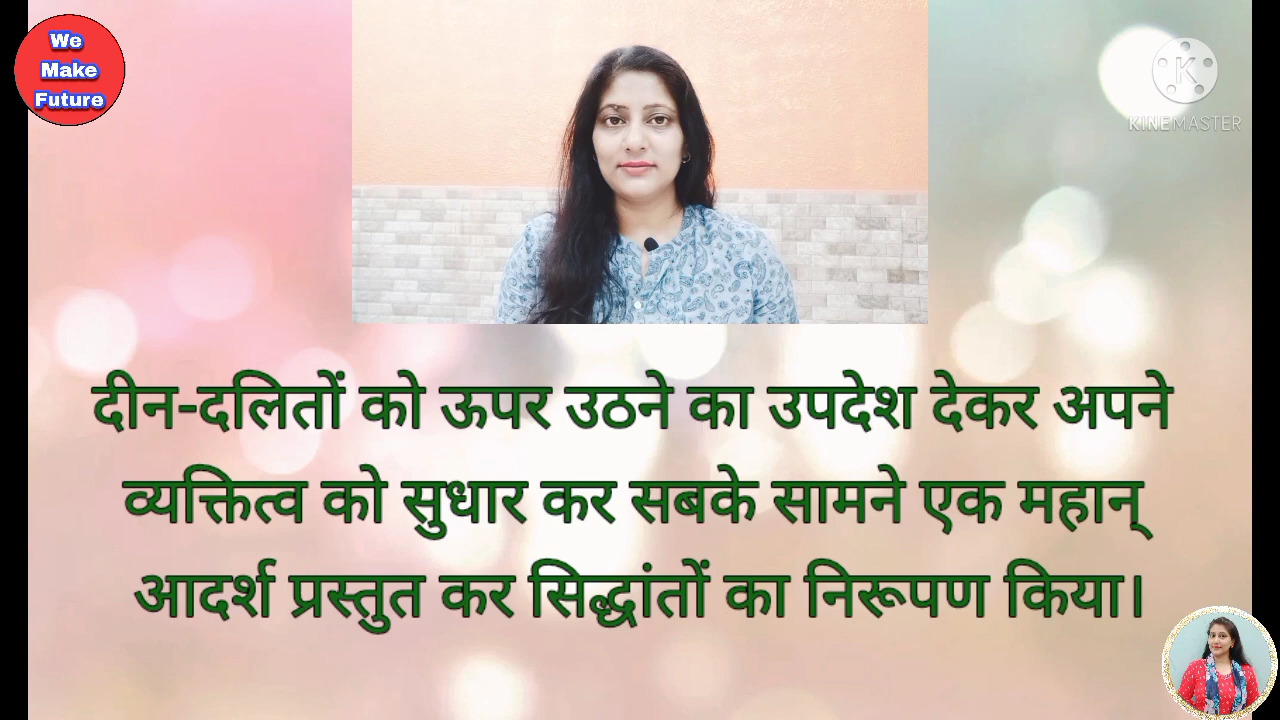 We
Make
Future
KINEMASTER
दीन-दलितों को ऊपर उठने का उपदेश देकर अपने
व्यक्तित्व को सुधार कर सबके सामने एक महान्
आदर्श प्रस्तुत कर सिद्धांतों का निरूपण किया।